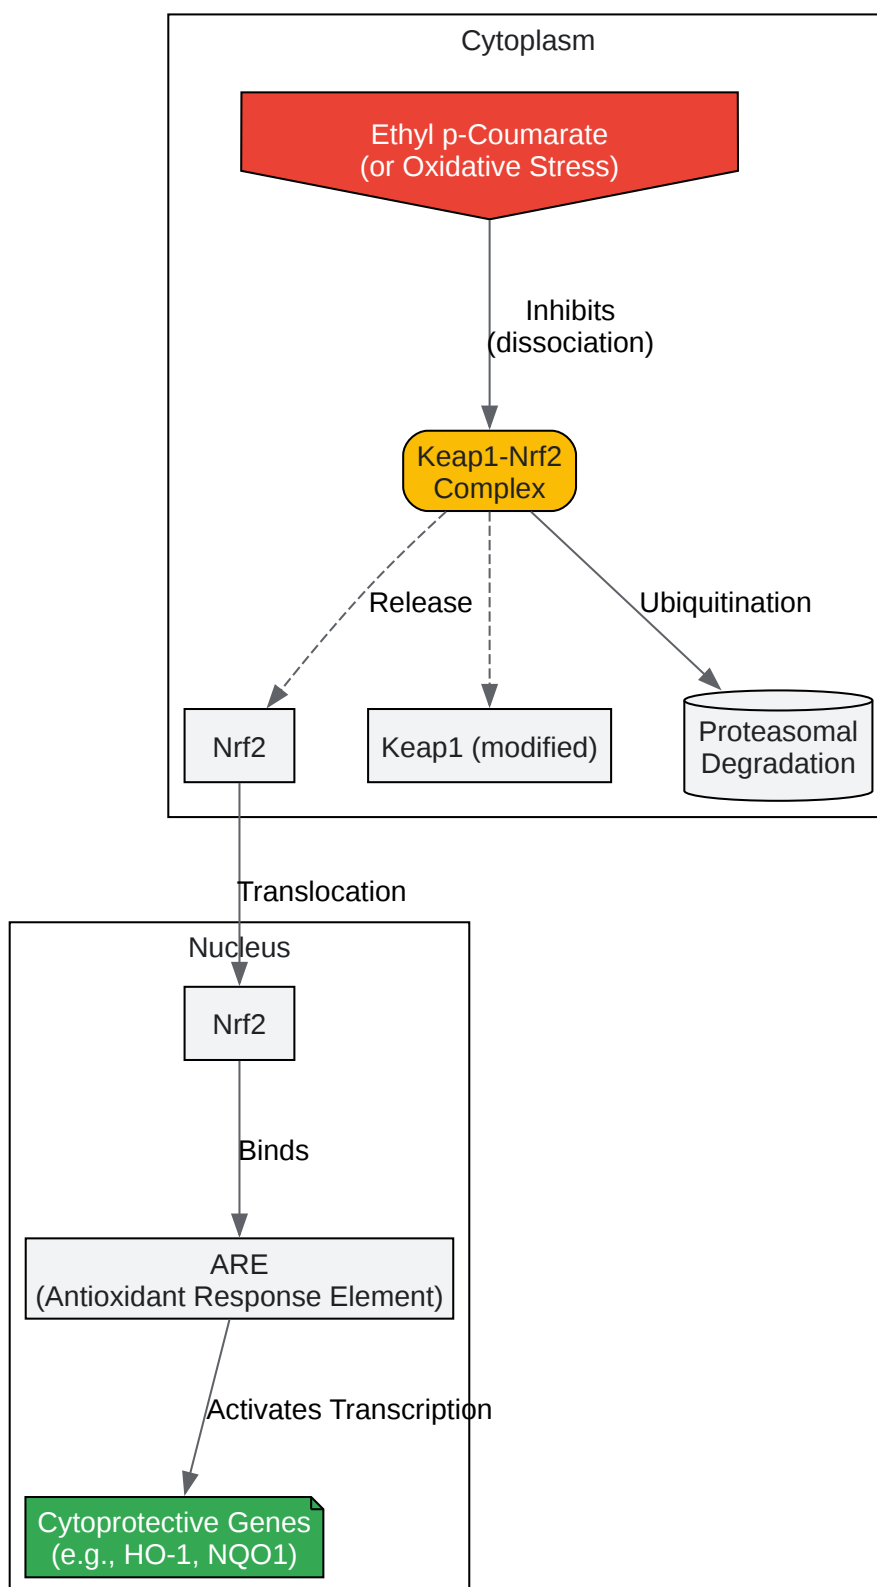 Cytoplasm
Ethyl p-Coumarate
(or Oxidative Stress)
Inhibits
(dissociation)
Keap1-Nrf2
Complex
Release
Ubiquitination
Nrf2
Keap1 (modified)
Proteasomal
Degradation
Translocation
Nucleus
Nrf2
Binds
ARE
(Antioxidant Response Element)
Activates Transcription
Cytoprotective Genes
(e.g., HO-1, NQO1)